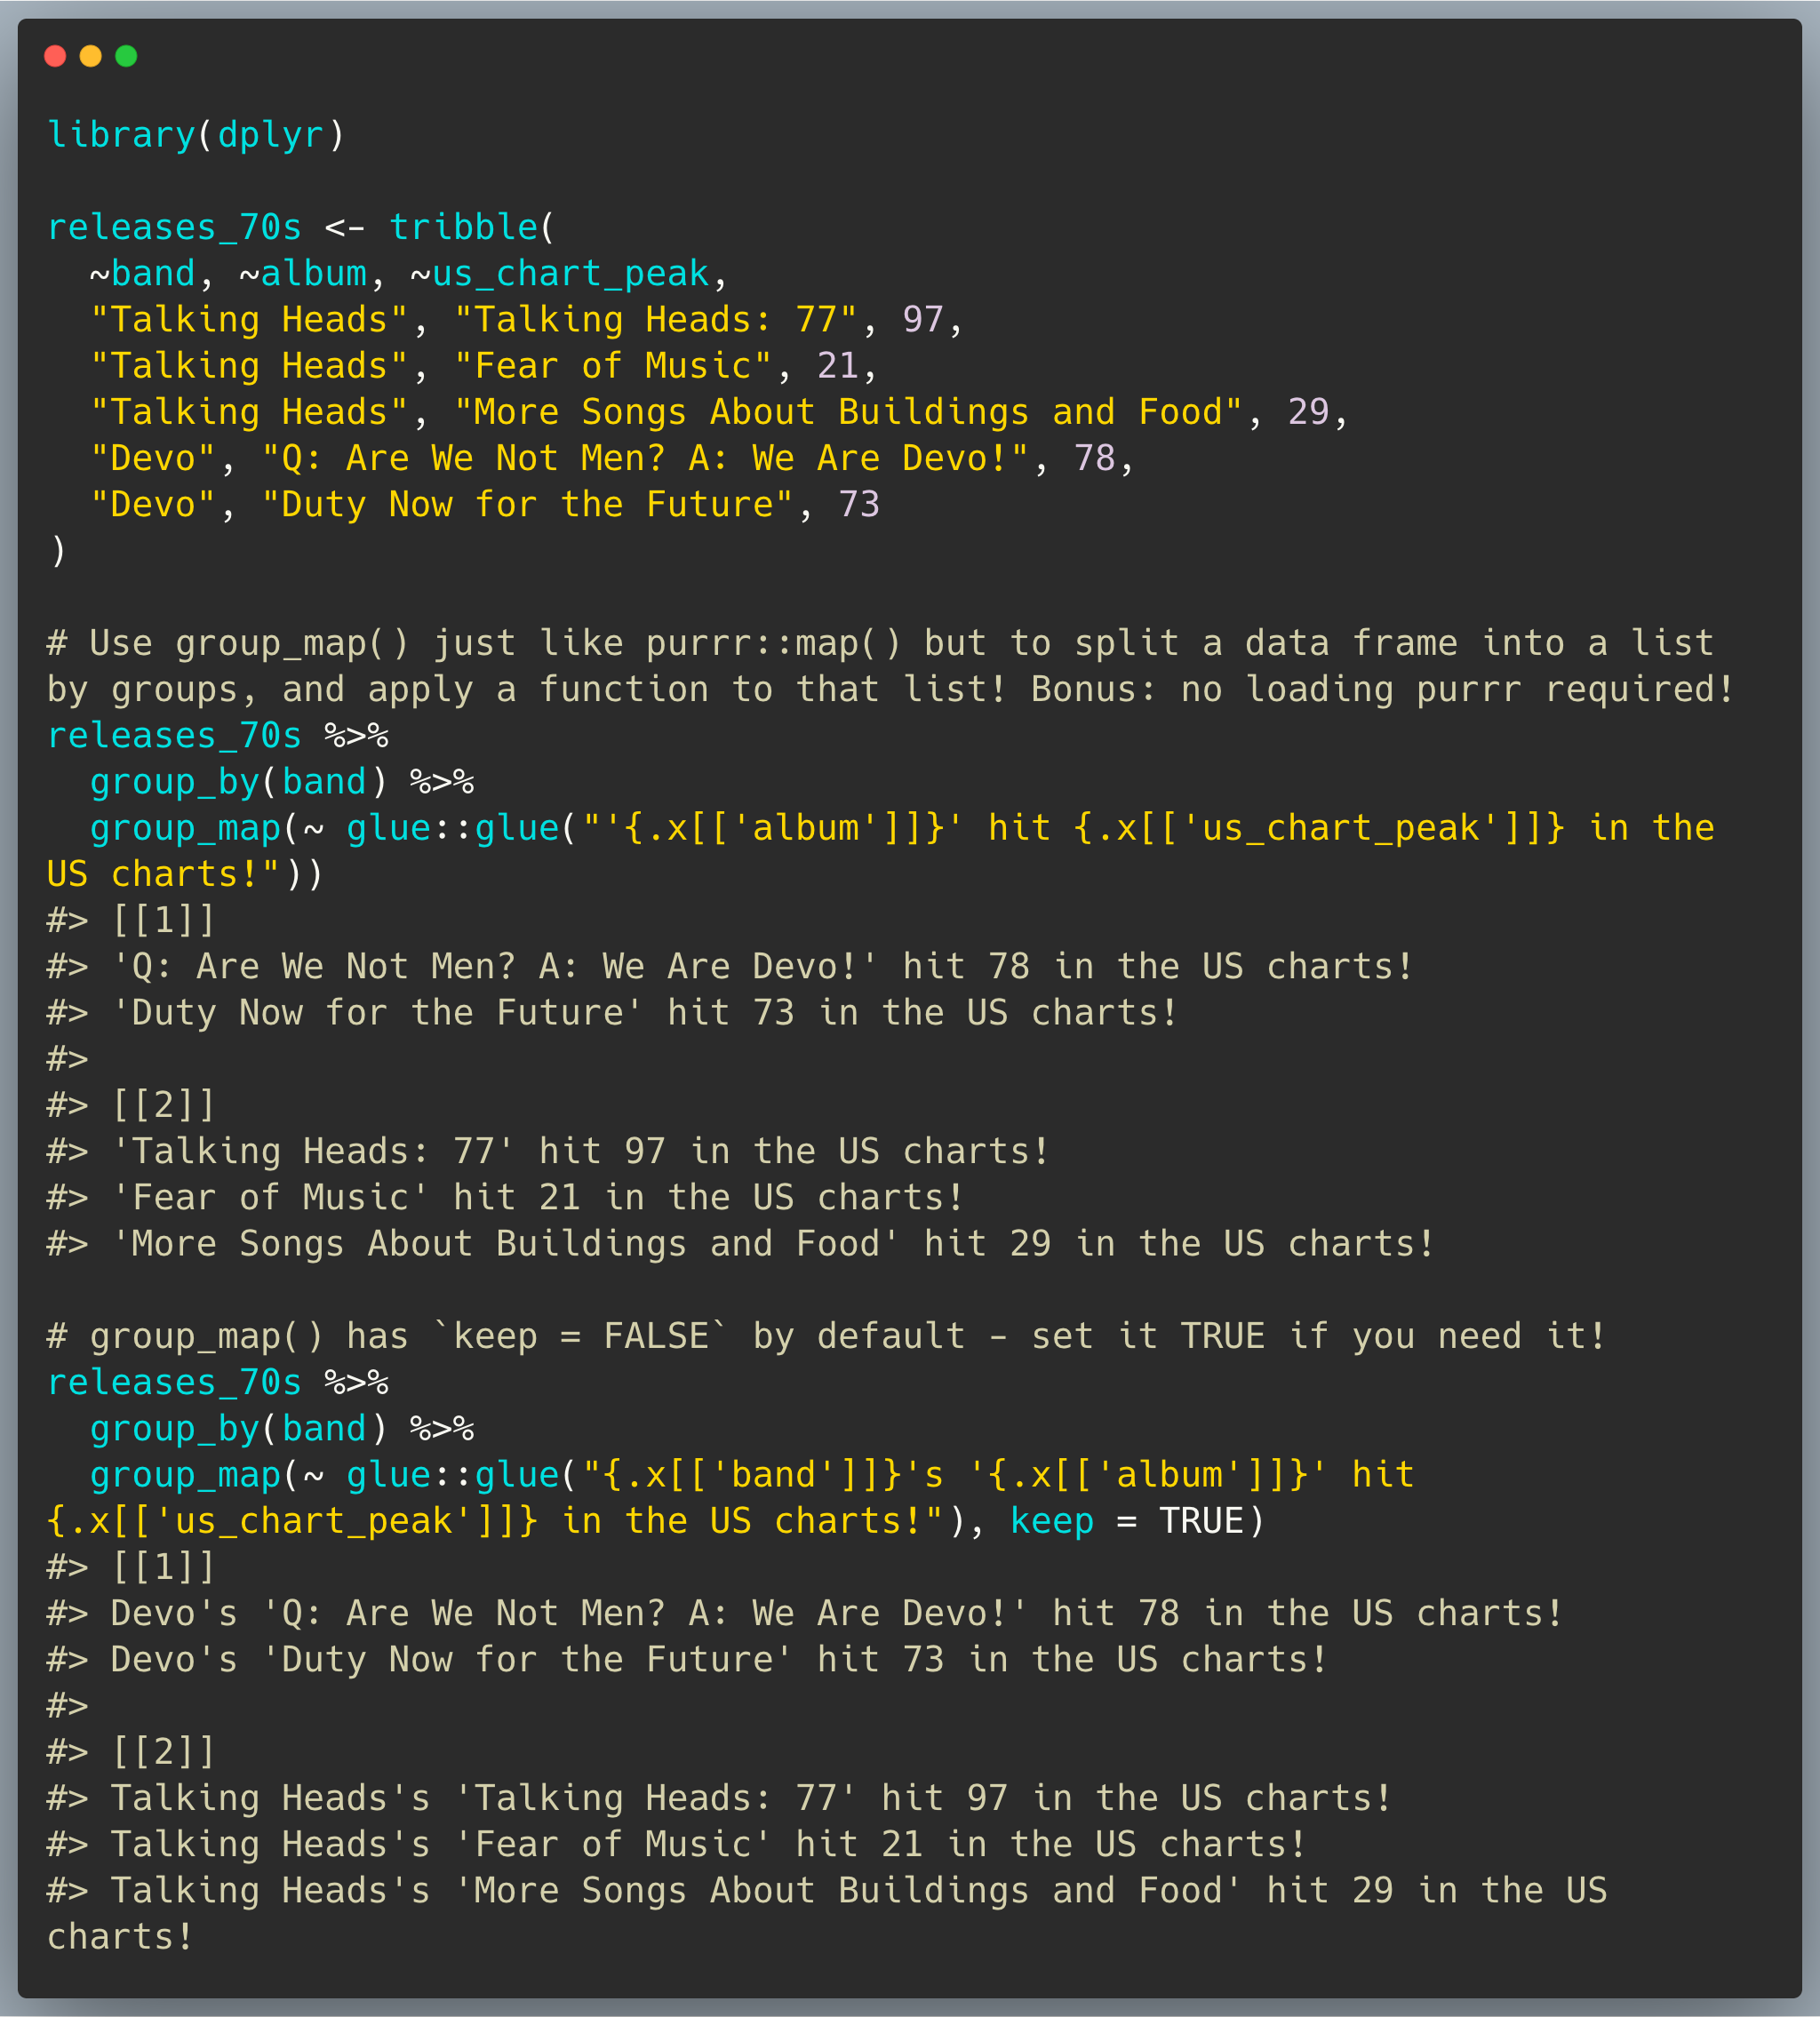 library(dplyr)

releases_70s <- tribble(
  ~band, ~album, ~us_chart_peak,
  "Talking Heads", "Talking Heads: 77", 97,
  "Talking Heads", "Fear of Music", 21,
  "Talking Heads", "More Songs About Buildings and Food", 29,
  "Devo", "Q: Are We Not Men? A: We Are Devo!", 78,
  "Devo", "Duty Now for the Future", 73
)

# Use group_map() just like purrr::map() but to split a data frame into a list
by groups, and apply a function to that list! Bonus: no loading purrr required!
releases_70s %>%
  group_by(band) %>%
  group_map(~ glue::glue("'{.x[['album']]}' hit {.x[['us_chart_peak']]} in the
US charts!"))
#> [[1]]
#> 'Q: Are We Not Men? A: We Are Devo!' hit 78 in the US charts!
#> 'Duty Now for the Future' hit 73 in the US charts!
#>
#> [[2]]
#> 'Talking Heads: 77' hit 97 in the US charts!
#> 'Fear of Music' hit 21 in the US charts!
#> 'More Songs About Buildings and Food' hit 29 in the US charts!

# group_map() has `keep = FALSE` by default - set it TRUE if you need it!
releases_70s %>%
  group_by(band) %>%
  group_map(~ glue::glue("{.x[['band']]}'s '{.x[['album']]}' hit
{.x[['us_chart_peak']]} in the US charts!"), keep = TRUE)
#> [[1]]
#> Devo's 'Q: Are We Not Men? A: We Are Devo!' hit 78 in the US charts!
#> Devo's 'Duty Now for the Future' hit 73 in the US charts!
#>
#> [[2]]
#> Talking Heads's 'Talking Heads: 77' hit 97 in the US charts!
#> Talking Heads's 'Fear of Music' hit 21 in the US charts!
#> Talking Heads's 'More Songs About Buildings and Food' hit 29 in the US
charts!